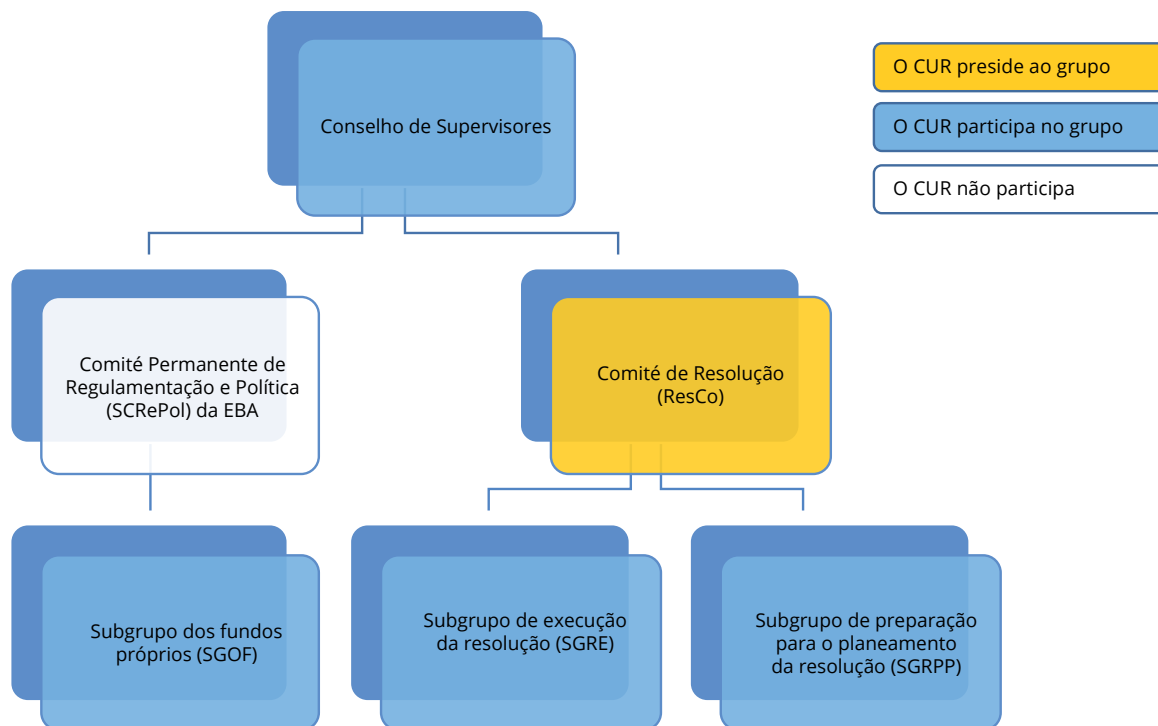 Conselho de Supervisores
O CUR preside ao grupo
O CUR participa no grupo
O CUR não participa
Comité Permanente de
Regulamentação e Política
(SCRePol) da EBA
Comité de Resolução
(ResCo)
Subgrupo dos fundos
próprios (SGOF)
Subgrupo de execução
da resolução (SGRE)
Subgrupo de preparação
para o planeamento
da resolução (SGRPP)